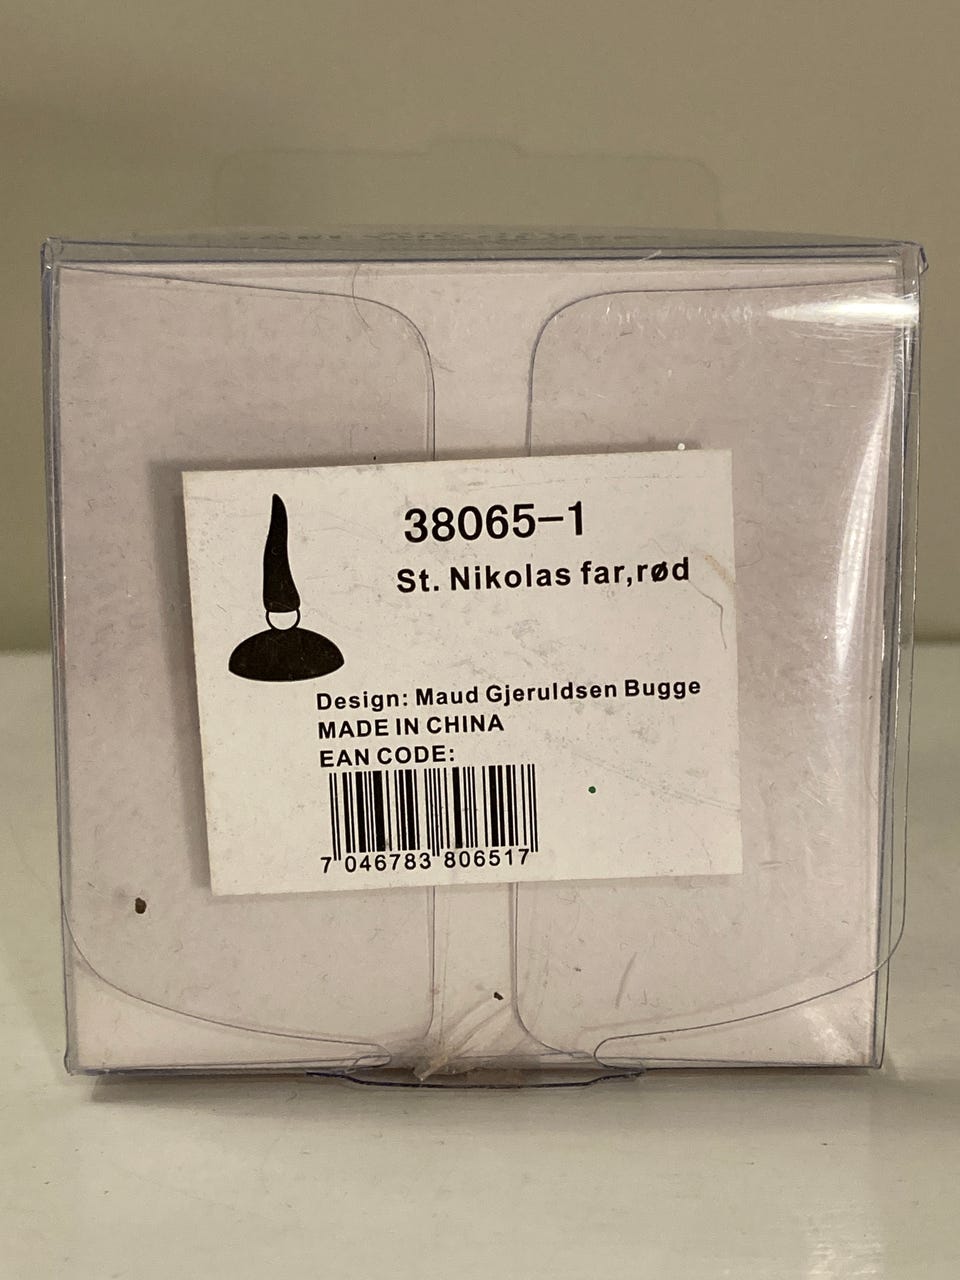 38065-1
St. Nikolas far,rød
Design: Maud Gjeruldsen Bugge
MADE IN CHINA
EAN CODE:
7 046783 806517